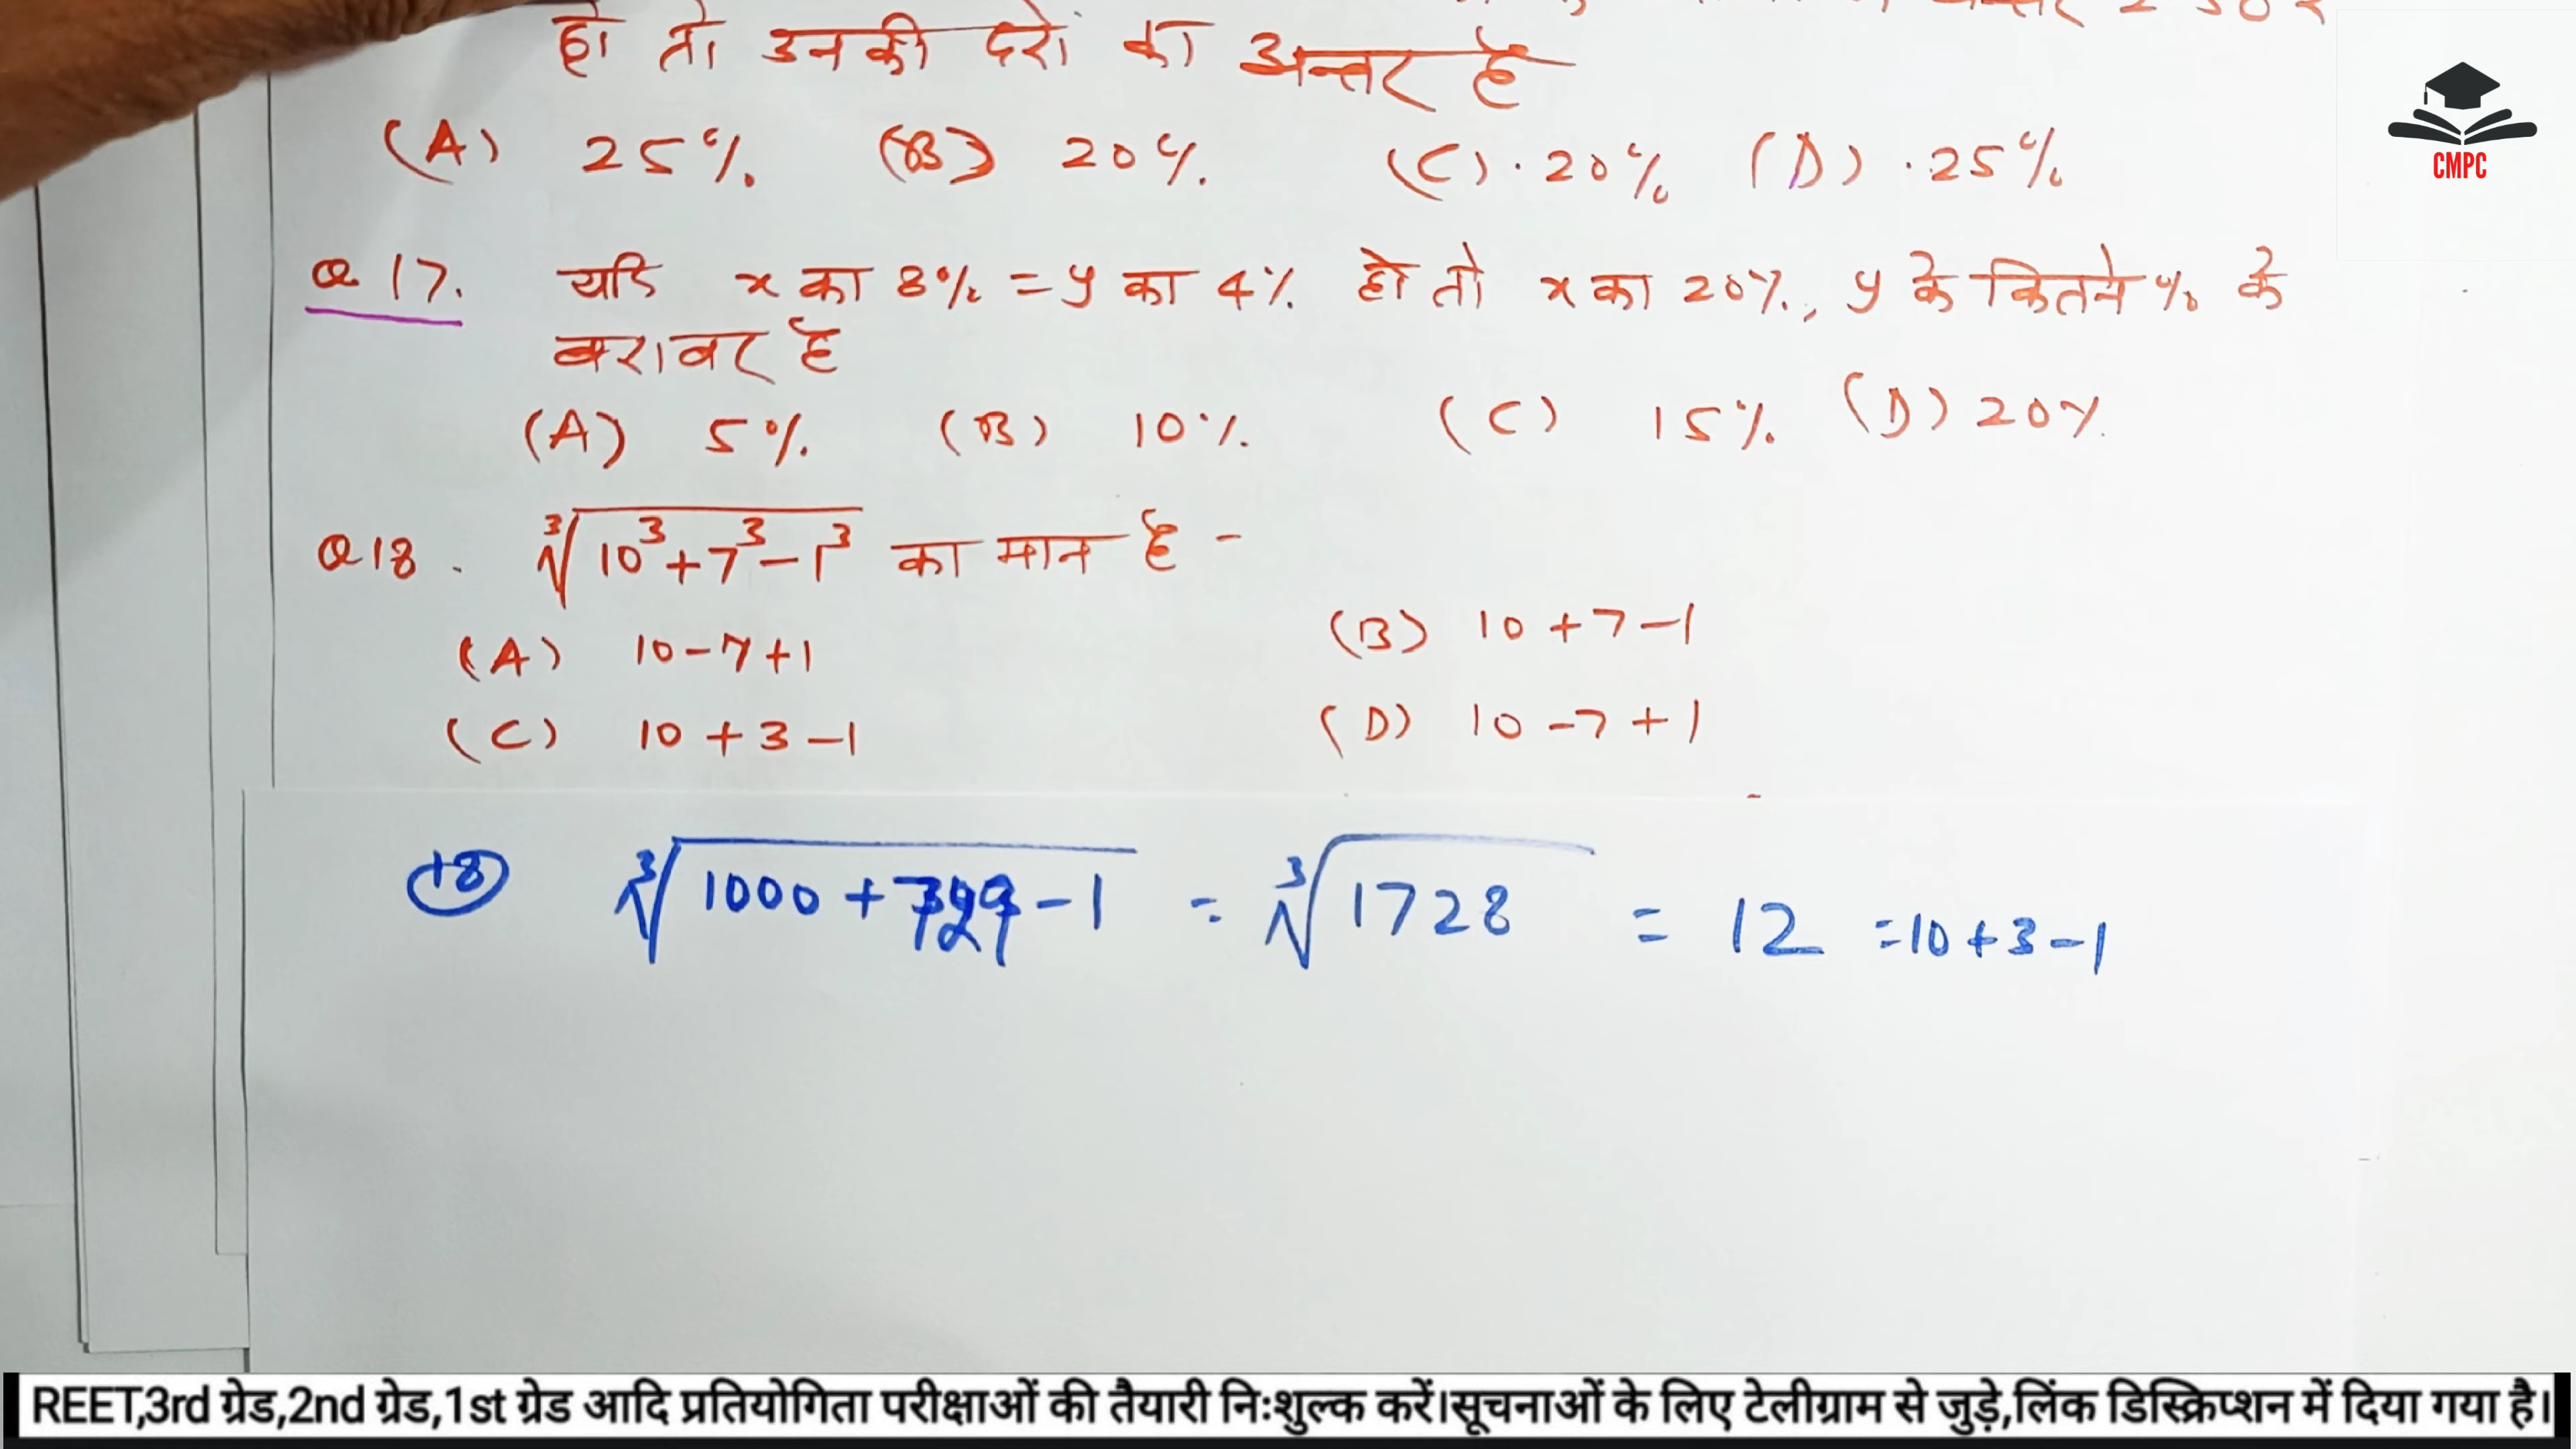 हो तो उनकी दरों का अन्तर है
(A) 25% (B) 20% (C) .20% (D) .25%
CMPC
Q 17. यदि x का 8% = y का 4% हो तो x का 20%, y के कितने % के
बराबर है
(A) 5% (B) 10% (C) 15% (D) 20%
Q 18. ∛(10³+7³-1³) का मान है -
(A) 10-7+1 (B) 10+7-1
(C) 10+3-1 (D) 10-7+1
18 ∛(1000+729-1) = ∛1728 = 12 = 10+3-1
REET,3rd ग्रेड,2nd ग्रेड,1st ग्रेड आदि प्रतियोगिता परीक्षाओं की तैयारी निःशुल्क करें।सूचनाओं के लिए टेलीग्राम से जुड़े,लिंक डिस्क्रिप्शन में दिया गया है।